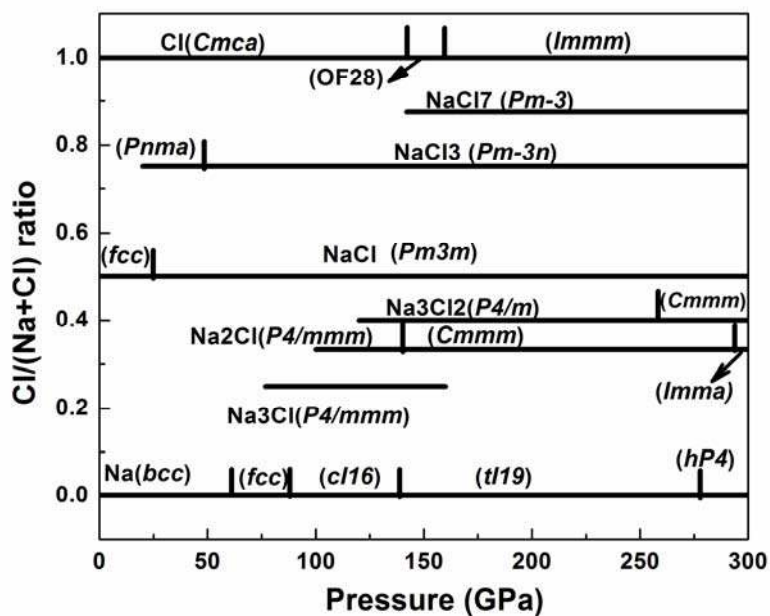 Cl/(Na+Cl) ratio
1.0
Cl(Cmca)
(Immm)
(OF28)
NaCl7 (Pm-3)
0.8
(Pnma)
NaCl3 (Pm-3n)
0.6
(fcc)
NaCl (Pm3m)
Na3Cl2(P4/m)
(Cmmm)
0.4
Na2Cl(P4/mmm)
(Cmmm)
(Imma)
0.2
Na3Cl(P4/mmm)
(hP4)
Na(bcc)
(fcc)
(cI16)
(tI19)
0.0
0 50 100 150 200 250 300
Pressure (GPa)